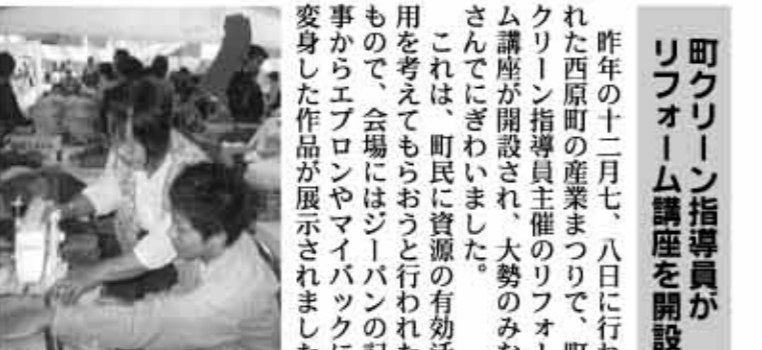 町クリーン指導員が
リフォーム講座を開設
昨年の十二月七、八日に行わ
れた西原町の産業まつりで、町
クリーン指導員主催のリフォー
ム講座が開設され、大勢のみな
さんでにぎわいました。
これは、町民に資源の有効活
用を考えてもらおうと行われた
もので、会場にはジーパンの記
事からエプロンやマイバックに
変身した作品が展示されました